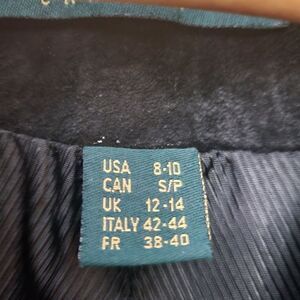 USA 8-10
CAN S/P
UK 12-14
ITALY 42-44
FR 38-40